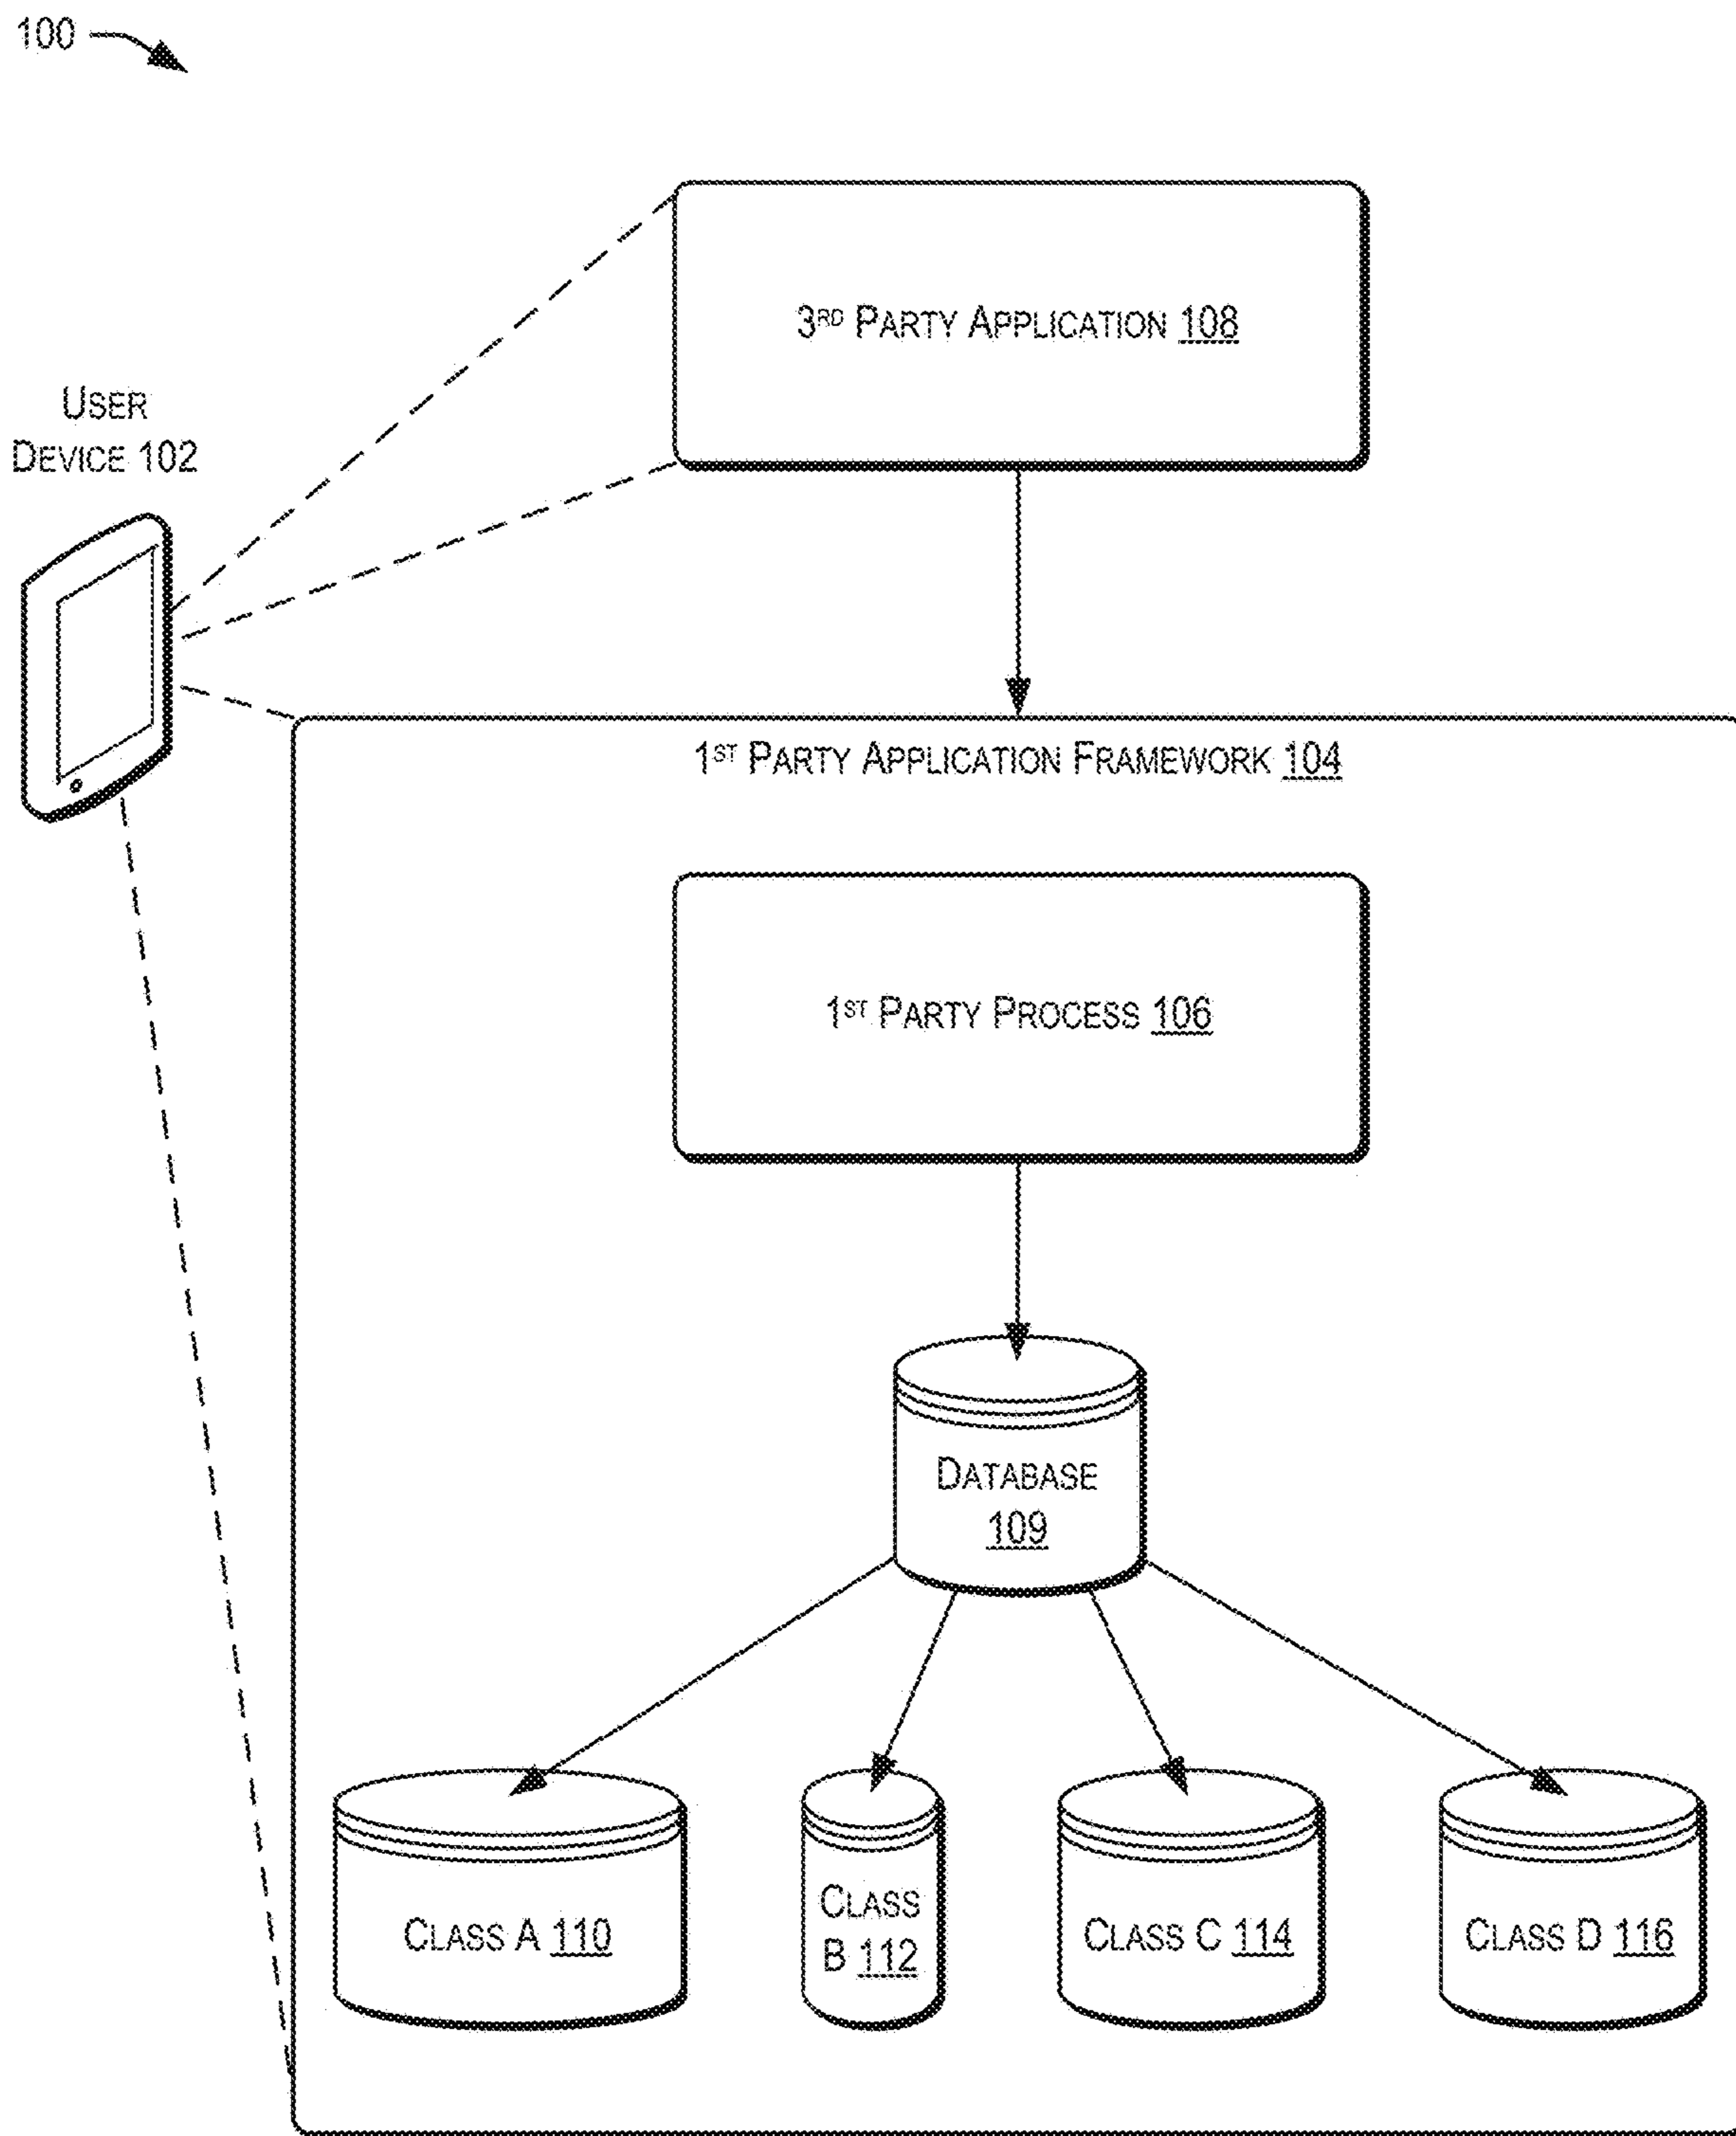 100
3RD PARTY APPLICATION 108
USER
DEVICE 102
1ST PARTY APPLICATION FRAMEWORK 104
1ST PARTY PROCESS 106
DATABASE
109
CLASS A 110
CLASS
B 112
CLASS C 114
CLASS D 116